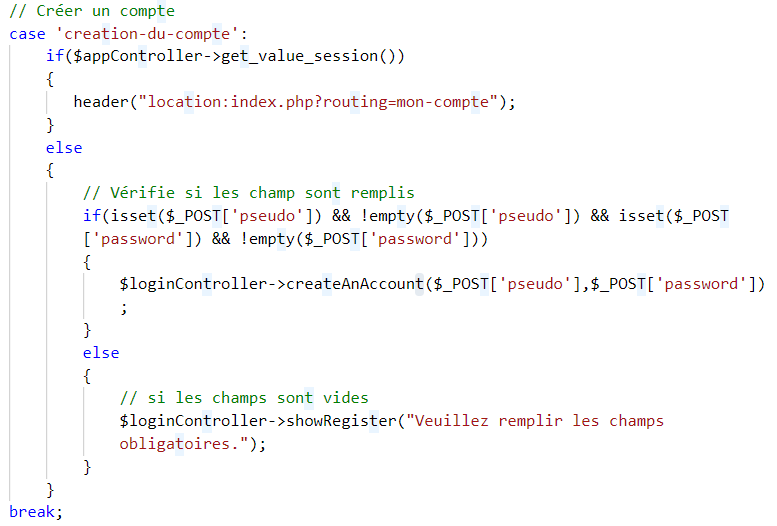 // Créer un compte
case 'creation-du-compte':
if($appController->get_value_session())
{
header("location:index.php?routing=mon-compte");
}
else
{
// Vérifie si les champ sont remplis
if(isset($_POST['pseudo']) && !empty($_POST['pseudo']) && isset($_POST
['password']) && !empty($_POST['password']))
{
$loginController->createAnAccount($_POST['pseudo'],$_POST['password'])
;
}
else
{
// si les champs sont vides
$loginController->showRegister("Veuillez remplir les champs
obligatoires.");
}
}
break;